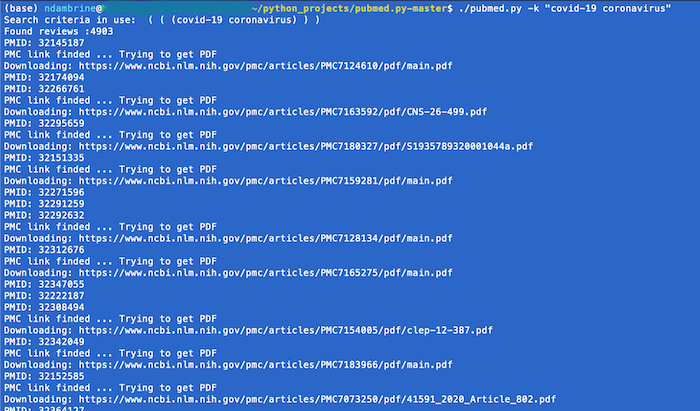 (base) ndambrine@ ~/python_projects/pubmed.py-master$ ./pubmed.py -k "covid-19 coronavirus"
Search criteria in use:  ( ( (covid-19 coronavirus) ) )
Found reviews :4903
PMID: 32145187
PMC link finded ... Trying to get PDF
Downloading: https://www.ncbi.nlm.nih.gov/pmc/articles/PMC7124610/pdf/main.pdf
PMID: 32174094
PMID: 32266761
PMC link finded ... Trying to get PDF
Downloading: https://www.ncbi.nlm.nih.gov/pmc/articles/PMC7163592/pdf/CNS-26-499.pdf
PMID: 32295659
PMC link finded ... Trying to get PDF
Downloading: https://www.ncbi.nlm.nih.gov/pmc/articles/PMC7180327/pdf/S1935789320001044a.pdf
PMID: 32151335
PMC link finded ... Trying to get PDF
Downloading: https://www.ncbi.nlm.nih.gov/pmc/articles/PMC7159281/pdf/main.pdf
PMID: 32271596
PMID: 32291259
PMID: 32292632
PMC link finded ... Trying to get PDF
Downloading: https://www.ncbi.nlm.nih.gov/pmc/articles/PMC7128134/pdf/main.pdf
PMID: 32312676
PMC link finded ... Trying to get PDF
Downloading: https://www.ncbi.nlm.nih.gov/pmc/articles/PMC7165275/pdf/main.pdf
PMID: 32347055
PMID: 32222187
PMID: 32308494
PMC link finded ... Trying to get PDF
Downloading: https://www.ncbi.nlm.nih.gov/pmc/articles/PMC7154005/pdf/clep-12-387.pdf
PMID: 32342049
PMC link finded ... Trying to get PDF
Downloading: https://www.ncbi.nlm.nih.gov/pmc/articles/PMC7183966/pdf/main.pdf
PMID: 32152585
PMC link finded ... Trying to get PDF
Downloading: https://www.ncbi.nlm.nih.gov/pmc/articles/PMC7073250/pdf/41591_2020_Article_802.pdf
PMID: 32364127